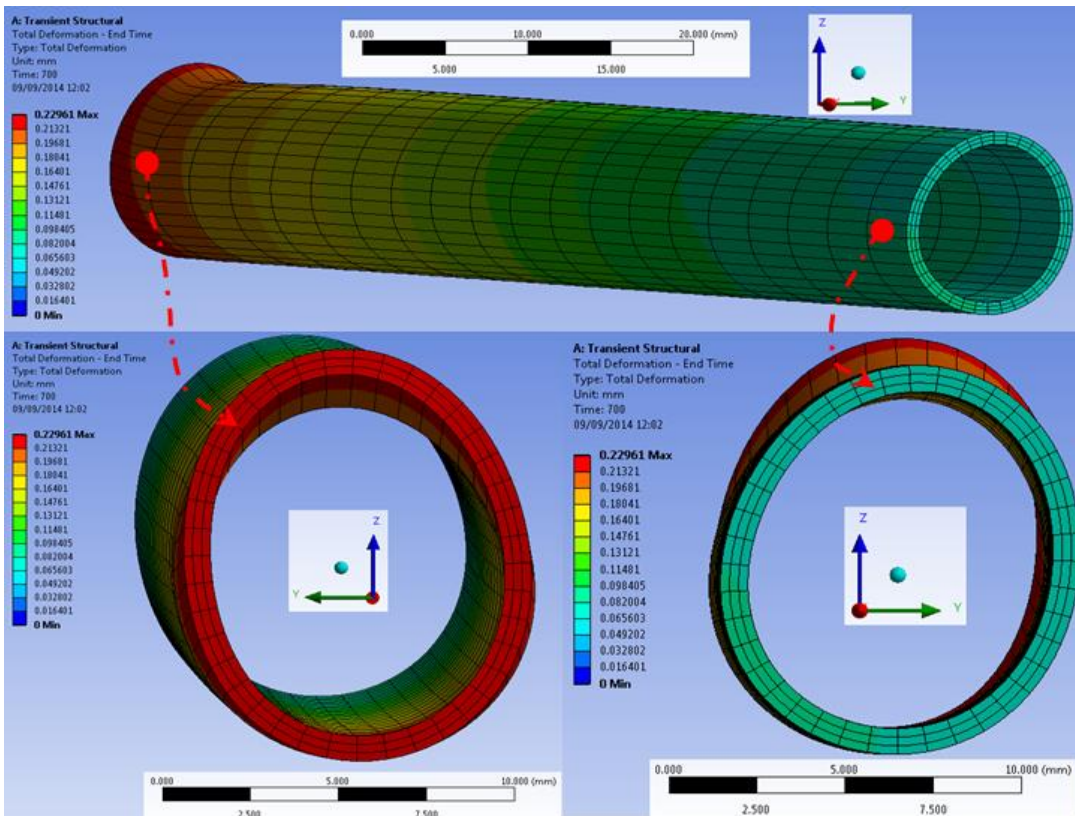 A: Transient Structural
Total Deformation - End Time
Type: Total Deformation
Unit: mm
Time: 700
09/09/2014 12:02
0.22961 Max
0.21321
0.19681
0.18041
0.16401
0.14761
0.13121
0.11481
0.098405
0.082004
0.065603
0.049202
0.032802
0.016401
0 Min
0.000 10.000 20.000 (mm)
5.000 15.000
Z
Y
A: Transient Structural
Total Deformation - End Time
Type: Total Deformation
Unit: mm
Time: 700
09/09/2014 12:02
0.22961 Max
0.21321
0.19681
0.18041
0.16401
0.14761
0.13121
0.11481
0.098405
0.082004
0.065603
0.049202
0.032802
0.016401
0 Min
Z
Y
0.000 5.000 10.000 (mm)
2.500 7.500
A: Transient Structural
Total Deformation - End Time
Type: Total Deformation
Unit: mm
Time: 700
09/09/2014 12:02
0.22961 Max
0.21321
0.19681
0.18041
0.16401
0.14761
0.13121
0.11481
0.098405
0.082004
0.065603
0.049202
0.032802
0.016401
0 Min
Z
Y
0.000 5.000 10.000 (mm)
2.500 7.500